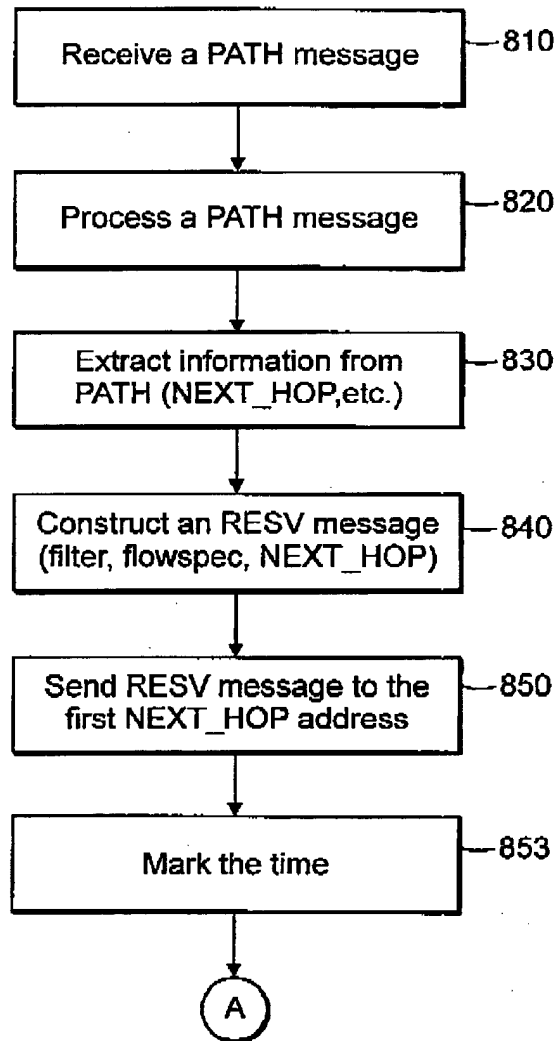 Receive a PATH message
810
Process a PATH message
820
Extract information from
PATH (NEXT_HOP,etc.)
830
Construct an RESV message
(filter, flowspec, NEXT_HOP)
840
Send RESV message to the
first NEXT_HOP address
850
Mark the time
853
A